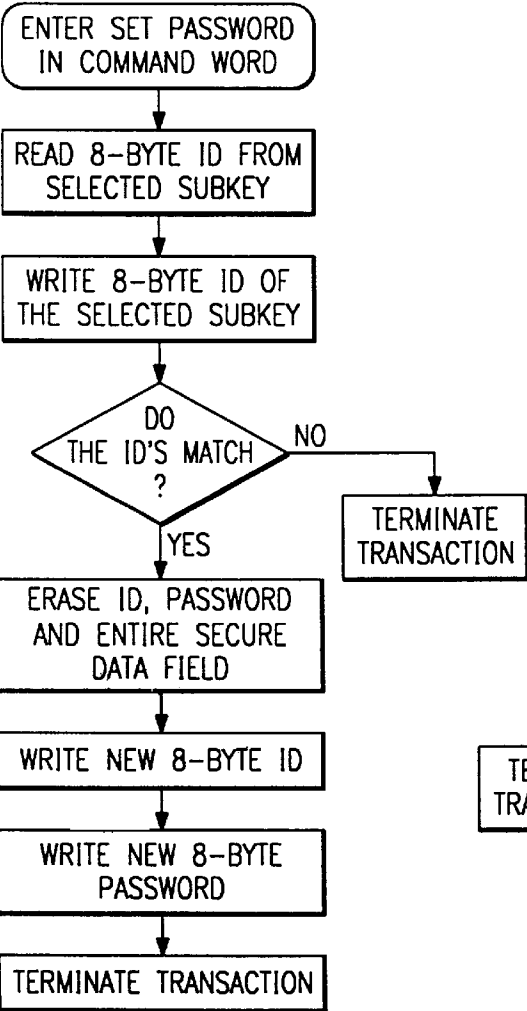 ENTER SET PASSWORD
IN COMMAND WORD
READ 8-BYTE ID FROM
SELECTED SUBKEY
WRITE 8-BYTE ID OF
THE SELECTED SUBKEY
DO
THE ID'S MATCH
?
NO
TERMINATE
TRANSACTION
YES
ERASE ID, PASSWORD
AND ENTIRE SECURE
DATA FIELD
WRITE NEW 8-BYTE ID
WRITE NEW 8-BYTE
PASSWORD
TERMINATE TRANSACTION